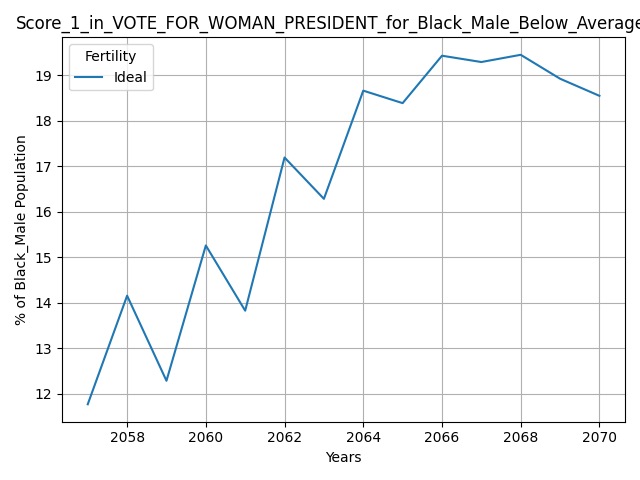 Score_1_in_VOTE_FOR_WOMAN_PRESIDENT_for_Black_Male_Below_Average
Fertility
Ideal
19
18
17
16
15
14
13
12
% of Black_Male Population
2058 2060 2062 2064 2066 2068 2070
Years